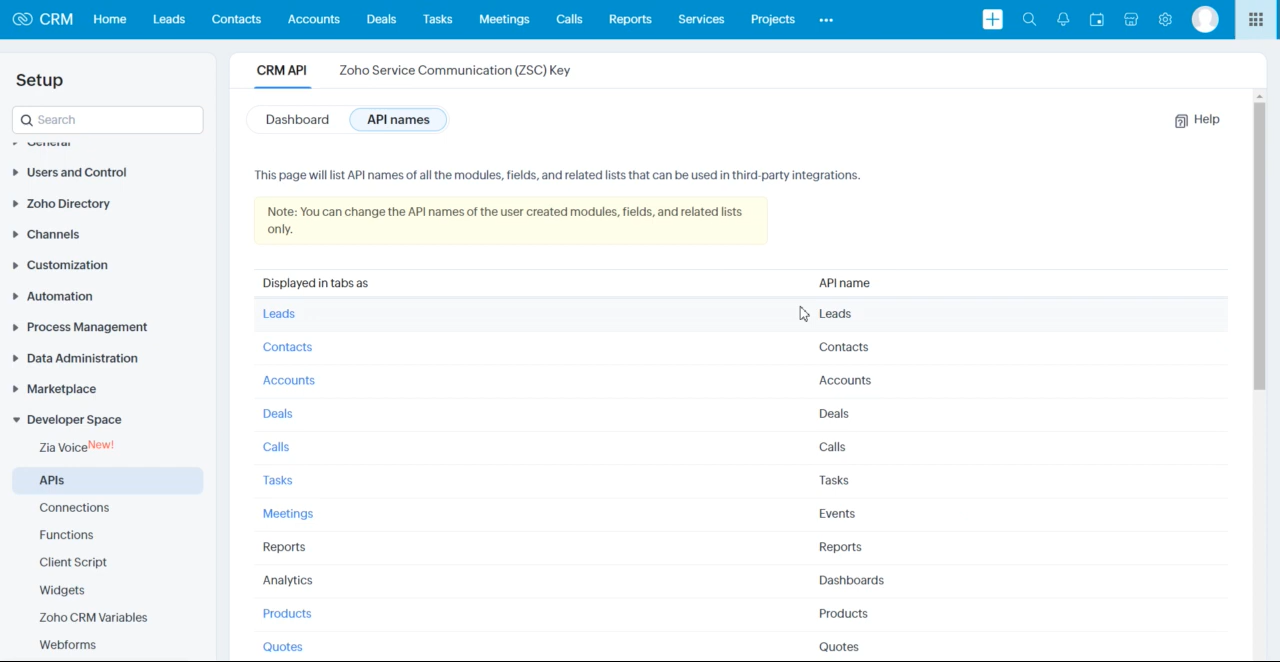 CRM Home Leads Contacts Accounts Deals Tasks Meetings Calls Reports Services Projects •••
Setup
Search
General
Users and Control
Zoho Directory
Channels
Customization
Automation
Process Management
Data Administration
Marketplace
Developer Space
Zia Voice New!
APIs
Connections
Functions
Client Script
Widgets
Zoho CRM Variables
Webforms
CRM API Zoho Service Communication (ZSC) Key
Dashboard API names
Help
This page will list API names of all the modules, fields, and related lists that can be used in third-party integrations.
Note: You can change the API names of the user created modules, fields, and related lists
only.
Displayed in tabs as API name
Leads Leads
Contacts Contacts
Accounts Accounts
Deals Deals
Calls Calls
Tasks Tasks
Meetings Events
Reports Reports
Analytics Dashboards
Products Products
Quotes Quotes